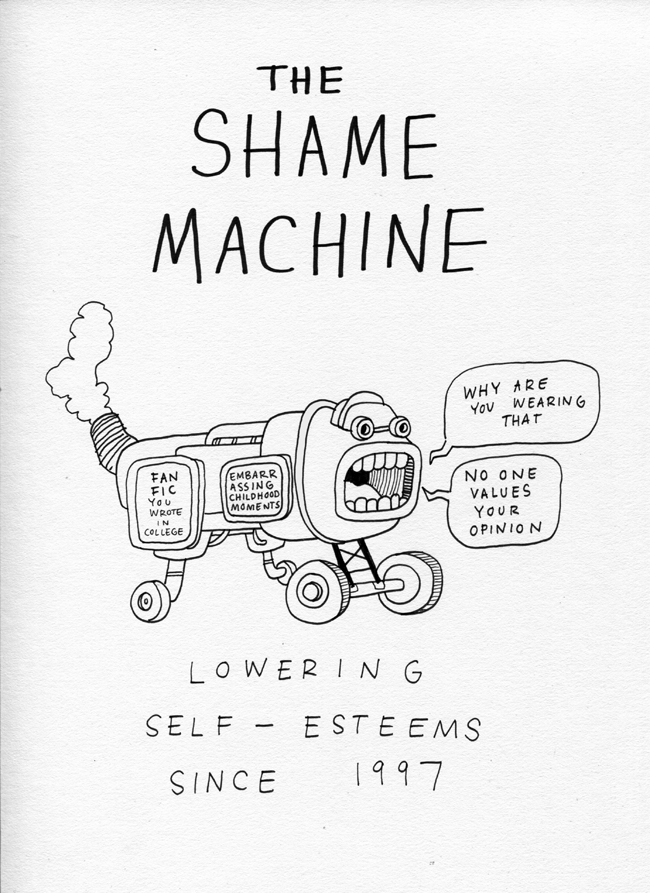 THE
SHAME
MACHINE
WHY ARE
YOU WEARING
THAT
NO ONE
VALUES
YOUR
OPINION
FAN
FIC
YOU
WROTE
IN
COLLEGE
EMBARR
ASSING
CHILDHOOD
MOMENTS
LOWERING
SELF - ESTEEMS
SINCE 1997